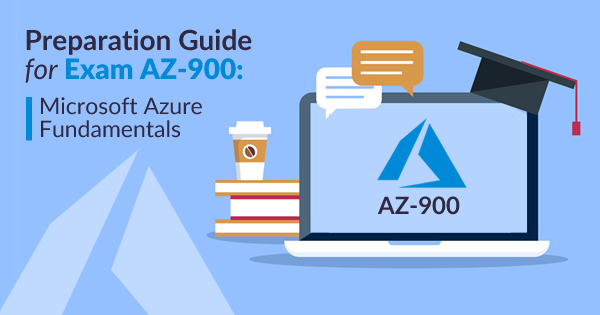 Preparation Guide
for Exam AZ-900:
Microsoft Azure
Fundamentals
AZ-900